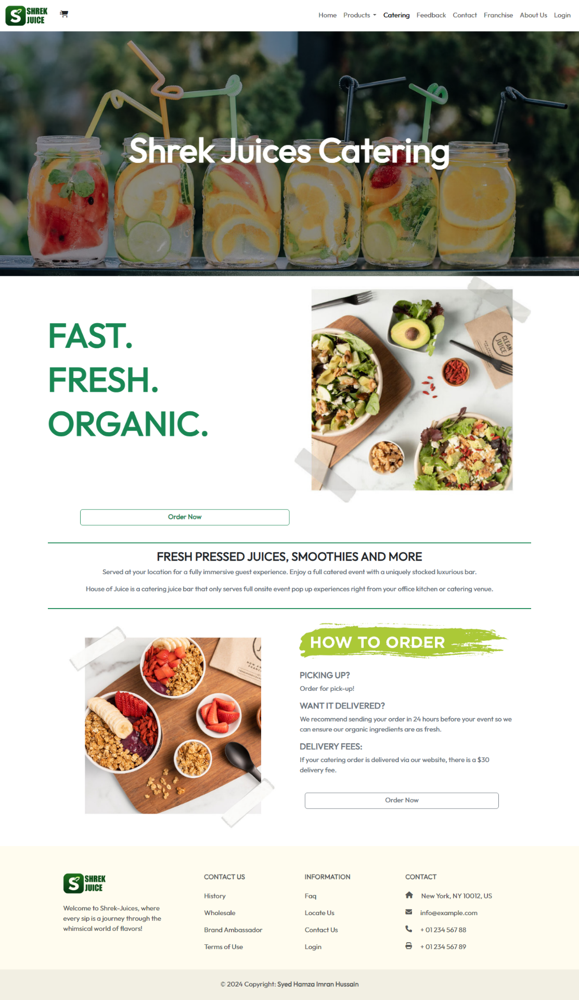 SHREK
JUICE
Home Products Catering Feedback Contact Franchise About Us Login
Shrek Juices Catering
FAST.
FRESH.
ORGANIC.
CLEAN
JUICE
Order Now
FRESH PRESSED JUICES, SMOOTHIES AND MORE
Served at your location for a fully immersive guest experience. Enjoy a full catered event with a uniquely stocked luxurious bar.
House of Juice is a catering juice bar that only serves full onsite event pop up experiences right from your office kitchen or catering venue.
HOW TO ORDER
PICKING UP?
Order for pick-up!
WANT IT DELIVERED?
We recommend sending your order in 24 hours before your event so we
can ensure our organic ingredients are as fresh.
DELIVERY FEES:
If your catering order is delivered via our website, there is a $30
delivery fee.
Order Now
SHREK
JUICE
Welcome to Shrek-Juices, where
every sip is a journey through the
whimsical world of flavors!
CONTACT US
History
Wholesale
Brand Ambassador
Terms of Use
INFORMATION
Faq
Locate Us
Contact Us
Login
CONTACT
New York, NY 10012, US
info@example.com
+ 01 234 567 88
+ 01 234 567 89
© 2024 Copyright: Syed Hamza Imran Hussain